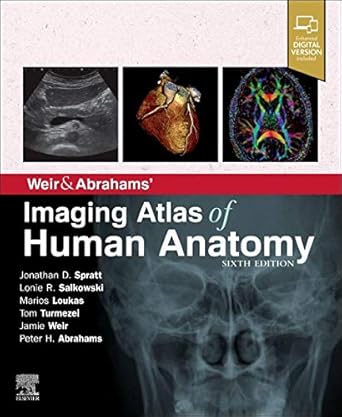 Enhanced
DIGITAL
VERSION
Included
Weir & Abrahams'
Imaging Atlas of
Human Anatomy
SIXTH EDITION
Jonathan D. Spratt
Lonie R. Salkowski
Marios Loukas
Tom Turmezei
Jamie Weir
Peter H. Abrahams
ELSEVIER